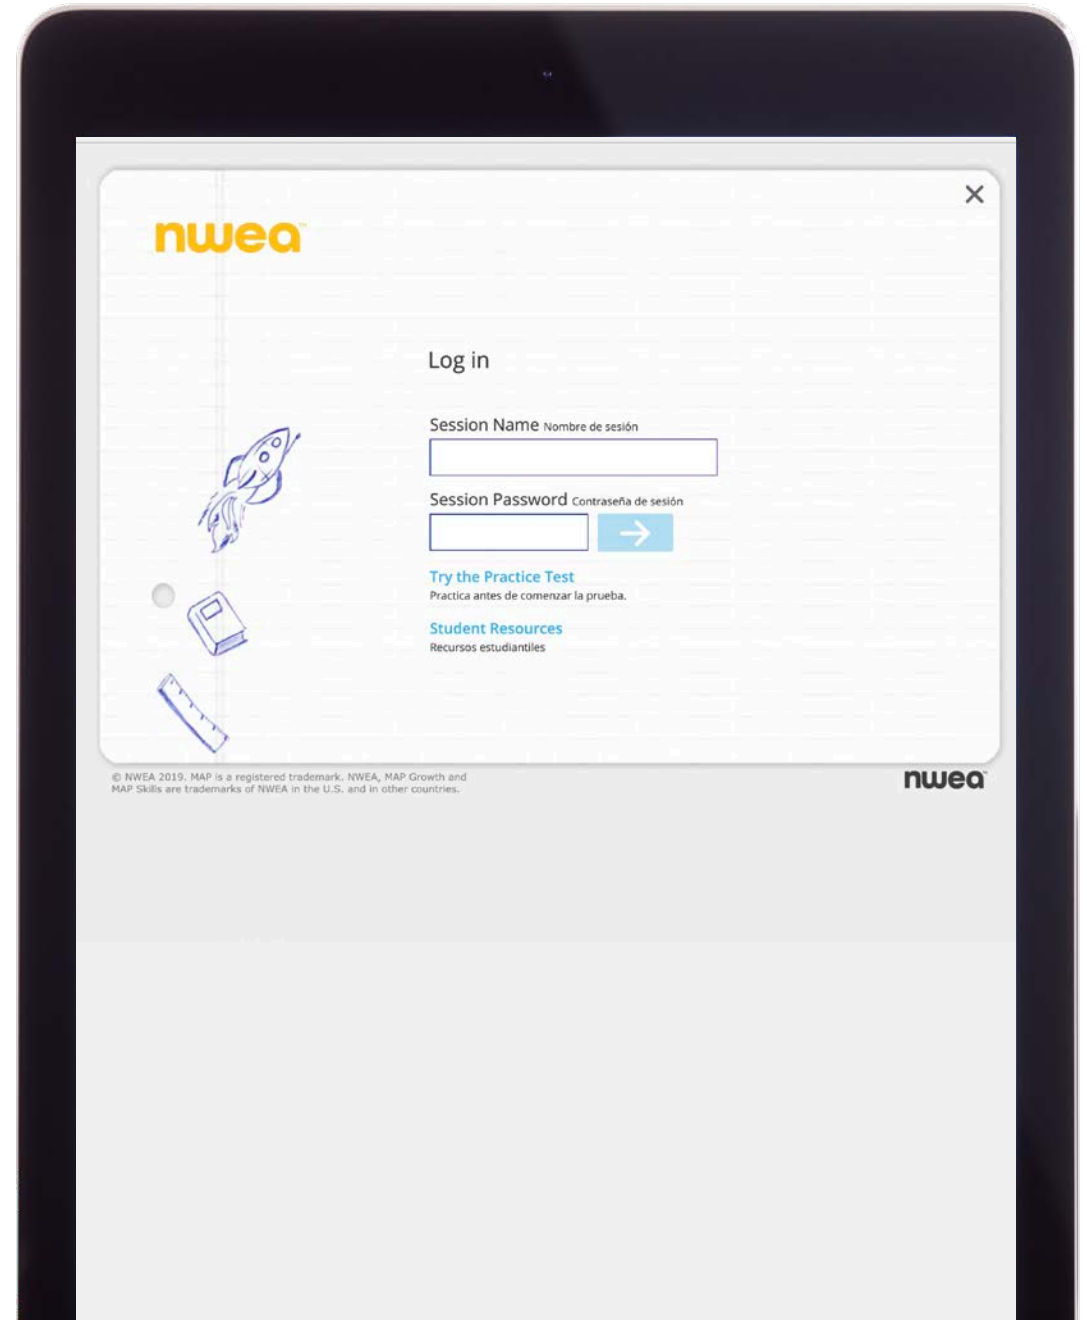 nwea™
Log in
Session Name Nombre de sesión
Session Password Contraseña de sesión
Try the Practice Test
Practica antes de comenzar la prueba.
Student Resources
Recursos estudiantiles
© NWEA 2019. MAP is a registered trademark. NWEA, MAP Growth and
MAP Skills are trademarks of NWEA in the U.S. and in other countries.
nwea™